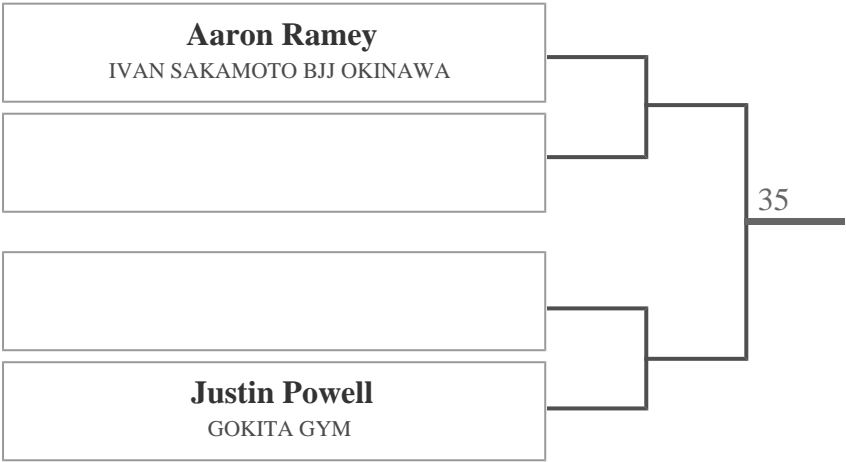 Aaron Ramey
IVAN SAKAMOTO BJJ OKINAWA
35
Justin Powell
GOKITA GYM